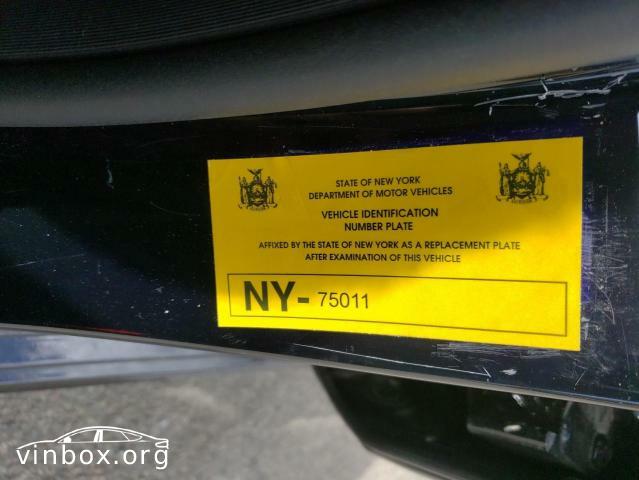 STATE OF NEW YORK
DEPARTMENT OF MOTOR VEHICLES
VEHICLE IDENTIFICATION
NUMBER PLATE
AFFIXED BY THE STATE OF NEW YORK AS A REPLACEMENT PLATE
AFTER EXAMINATION OF THIS VEHICLE
NY- 75011
vinbox.org